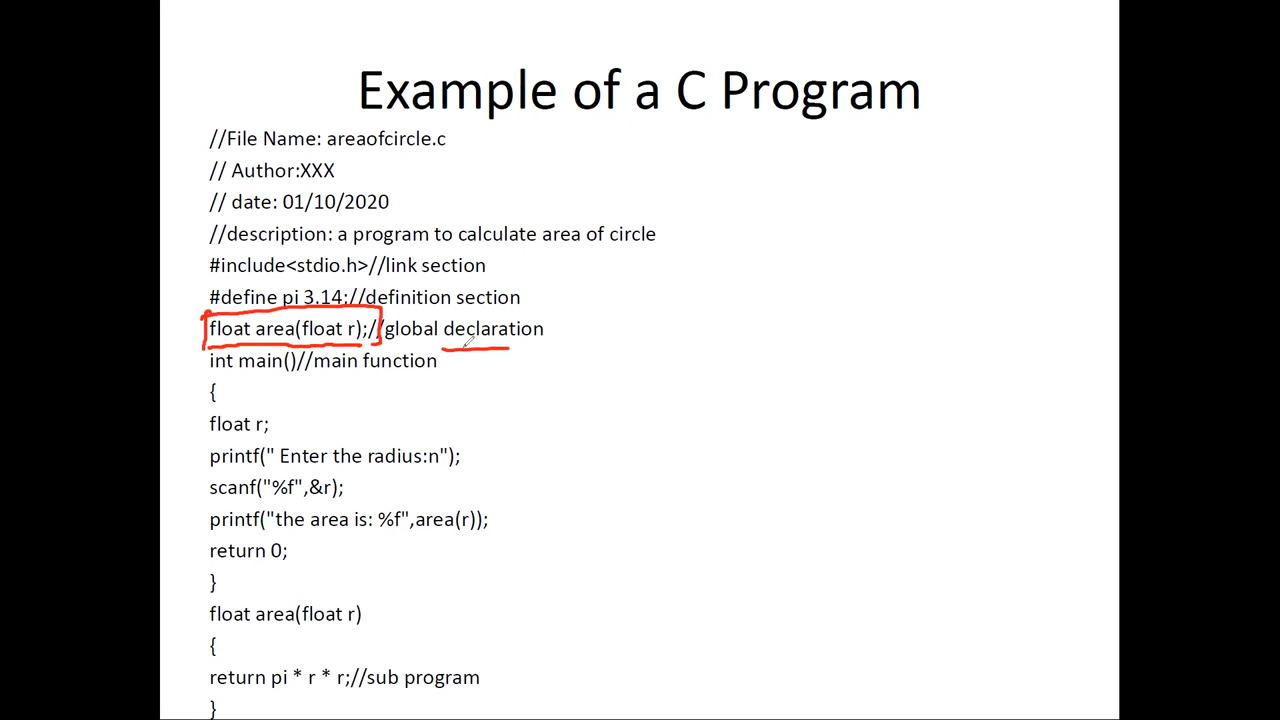 Example of a C Program
//File Name: areaofcircle.c
// Author:XXX
// date: 01/10/2020
//description: a program to calculate area of circle
#include<stdio.h>//link section
#define pi 3.14;//definition section
float area(float r);//global declaration
int main()//main function
{
float r;
printf(" Enter the radius:n");
scanf("%f",&r);
printf("the area is: %f",area(r));
return 0;
}
float area(float r)
{
return pi * r * r;//sub program
}